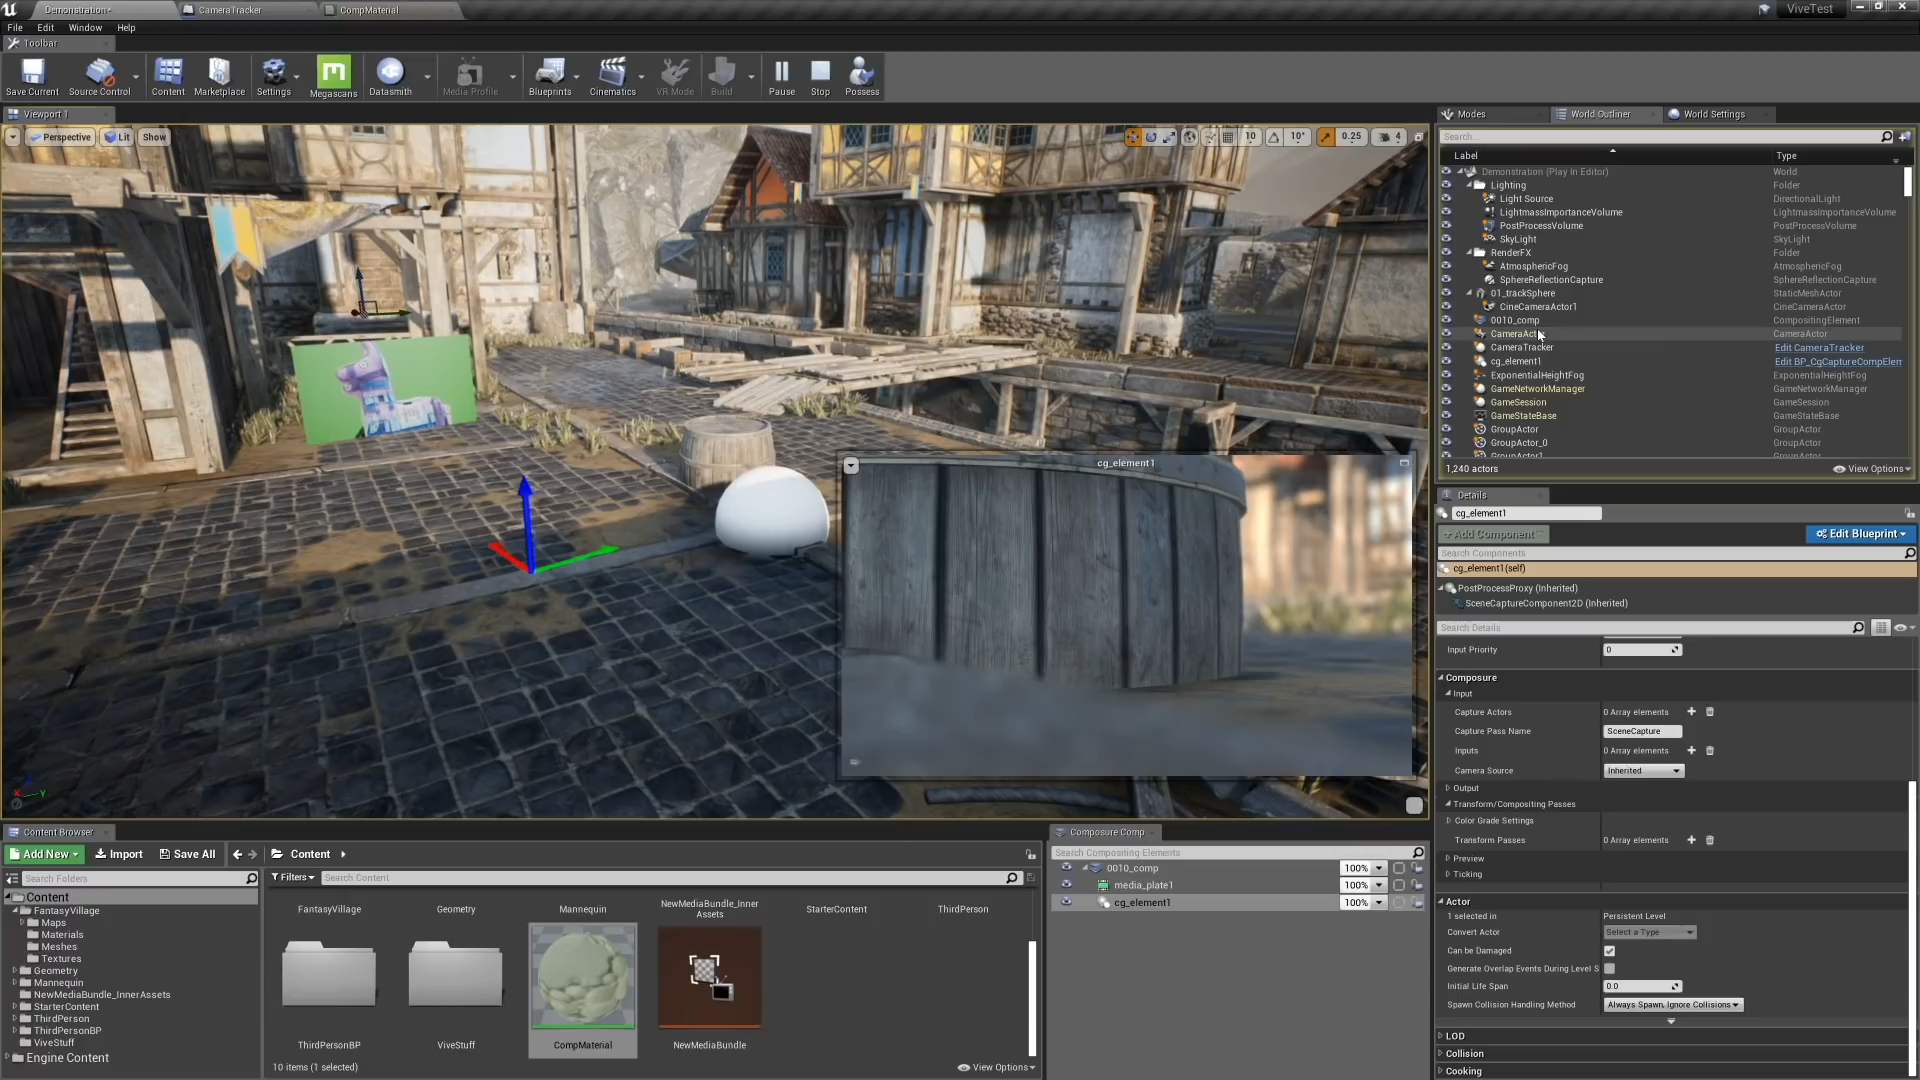 Demonstration*
CameraTracker
CompMaterial
ViveTest
File Edit Window Help
Toolbar
Save Current
Source Control
Content
Marketplace
Settings
Megascans
Datasmith
Media Profile
Blueprints
Cinematics
VR Mode
Build
Pause
Stop
Possess
Viewport 1
Perspective Lit Show
10 10° 0.25 4
Modes World Outliner World Settings
Search...
Label Type
Demonstration (Play In Editor) World
Lighting Folder
Light Source DirectionalLight
LightmassImportanceVolume LightmassImportanceVolume
PostProcessVolume PostProcessVolume
SkyLight SkyLight
RenderFX Folder
AtmosphericFog AtmosphericFog
SphereReflectionCapture SphereReflectionCapture
01_trackSphere StaticMeshActor
CineCameraActor1 CineCameraActor
0010_comp CompositingElement
CameraActor CameraActor
CameraTracker Edit CameraTracker
cg_element1 Edit BP_CgCaptureCompElem
ExponentialHeightFog ExponentialHeightFog
GameNetworkManager GameNetworkManager
GameSession GameSession
GameStateBase GameStateBase
GroupActor GroupActor
GroupActor_0 GroupActor
GroupActor1 GroupActor
1,240 actors View Options
cg_element1
Details
cg_element1
+Add Component Edit Blueprint
Search Components
cg_element1(self)
PostProcessProxy (Inherited)
SceneCaptureComponent2D (Inherited)
Search Details
Input Priority 0
Composure
Input
Capture Actors 0 Array elements
Capture Pass Name SceneCapture
Inputs 0 Array elements
Camera Source Inherited
Output
Transform/Compositing Passes
Color Grade Settings
Transform Passes 0 Array elements
Preview
Ticking
Actor
1 selected in Persistent Level
Convert Actor Select a Type
Can be Damaged
Generate Overlap Events During Level S
Initial Life Span 0.0
Spawn Collision Handling Method Always Spawn, Ignore Collisions
LOD
Collision
Cooking
Content Browser
Add New Import Save All Content
Search Folders
Filters Search Content
Content
FantasyVillage
Maps
Materials
Meshes
Textures
Geometry
Mannequin
NewMediaBundle_InnerAssets
StarterContent
ThirdPerson
ThirdPersonBP
ViveStuff
Engine Content
FantasyVillage Geometry Mannequin NewMediaBundle_Inner
Assets StarterContent ThirdPerson
ThirdPersonBP ViveStuff CompMaterial NewMediaBundle
10 items (1 selected) View Options
Composure Comp
Search Compositing Elements
0010_comp 100%
media_plate1 100%
cg_element1 100%
X Y